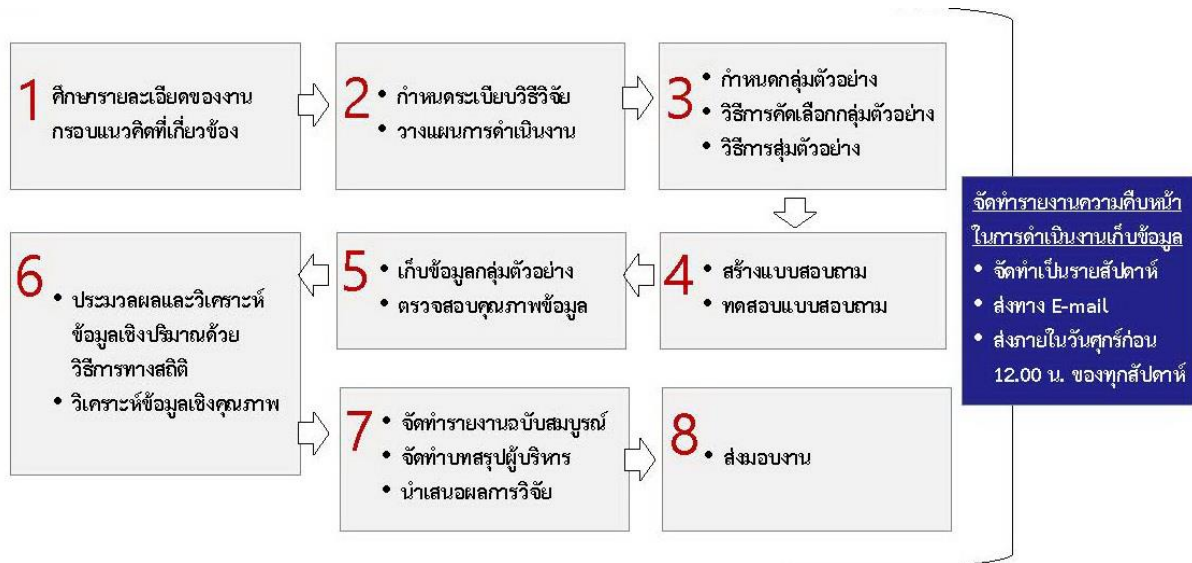 1 ศึกษารายละเอียดของงาน
กรอบแนวคิดที่เกี่ยวข้อง
2 • กำหนดระเบียบวิธีวิจัย
• วางแผนการดำเนินงาน
3 • กำหนดกลุ่มตัวอย่าง
• วิธีการคัดเลือกกลุ่มตัวอย่าง
• วิธีการสุ่มตัวอย่าง
4 • สร้างแบบสอบถาม
• ทดสอบแบบสอบถาม
5 • เก็บข้อมูลกลุ่มตัวอย่าง
• ตรวจสอบคุณภาพข้อมูล
6
• ประมวลผลและวิเคราะห์
ข้อมูลเชิงปริมาณด้วย
วิธีการทางสถิติ
• วิเคราะห์ข้อมูลเชิงคุณภาพ
7 • จัดทำรายงานฉบับสมบูรณ์
• จัดทำบทสรุปผู้บริหาร
• นำเสนอผลการวิจัย
8 • ส่งมอบงาน
จัดทำรายงานความคืบหน้า
ในการดำเนินงานเก็บข้อมูล
• จัดทำเป็นรายสัปดาห์
• ส่งทาง E-mail
• ส่งภายในวันศุกร์ก่อน
12.00 น. ของทุกสัปดาห์